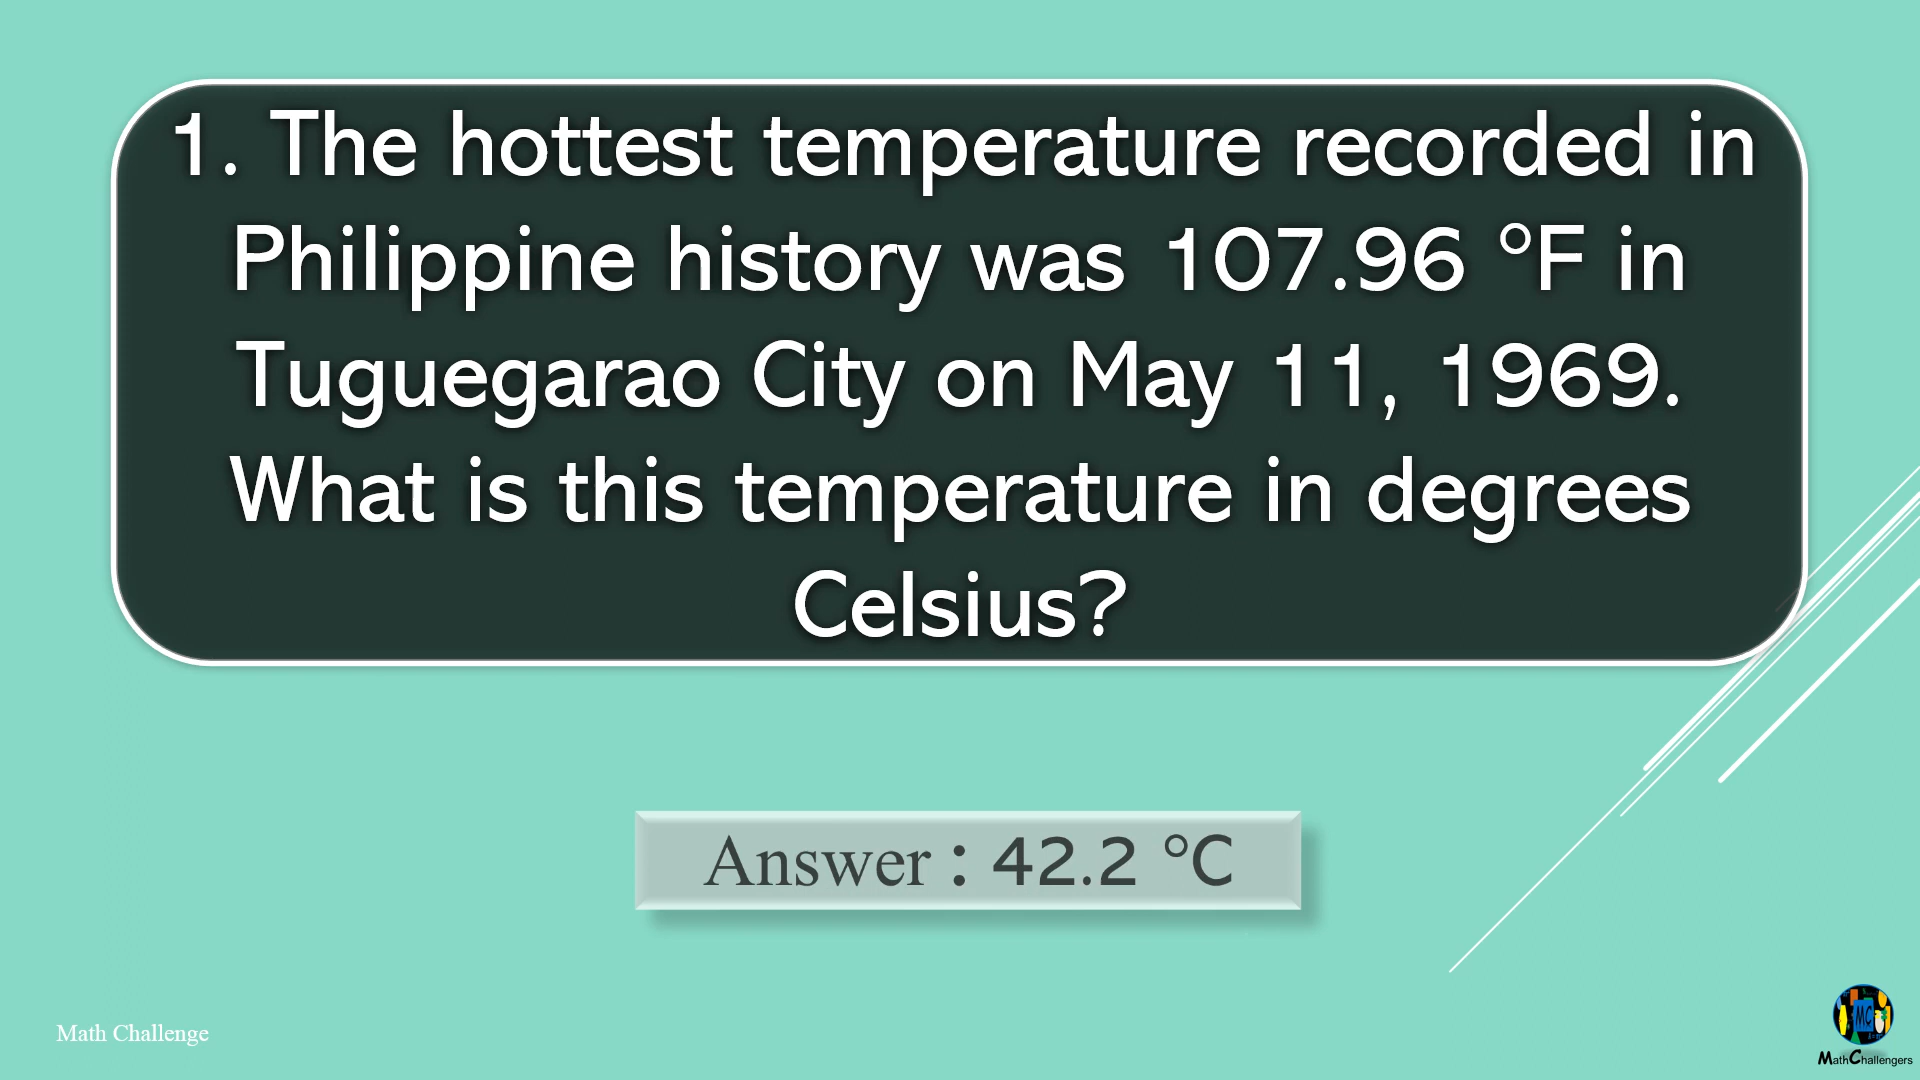 1. The hottest temperature recorded in
Philippine history was 107.96 °F in
Tuguegarao City on May 11, 1969.
What is this temperature in degrees
Celsius?
Answer : 42.2 °C
Math Challenge
MC
MathChallengers